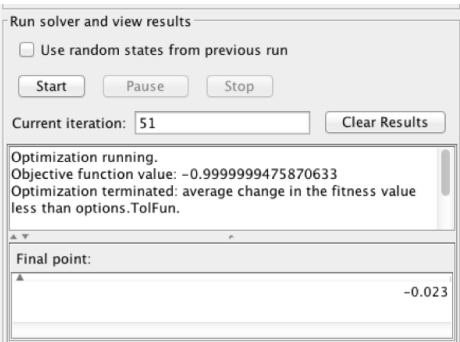 Run solver and view results
Use random states from previous run
Start Pause Stop
Current iteration: 51 Clear Results
Optimization running.
Objective function value: -0.9999999475870633
Optimization terminated: average change in the fitness value
less than options.TolFun.
Final point:
-0.023